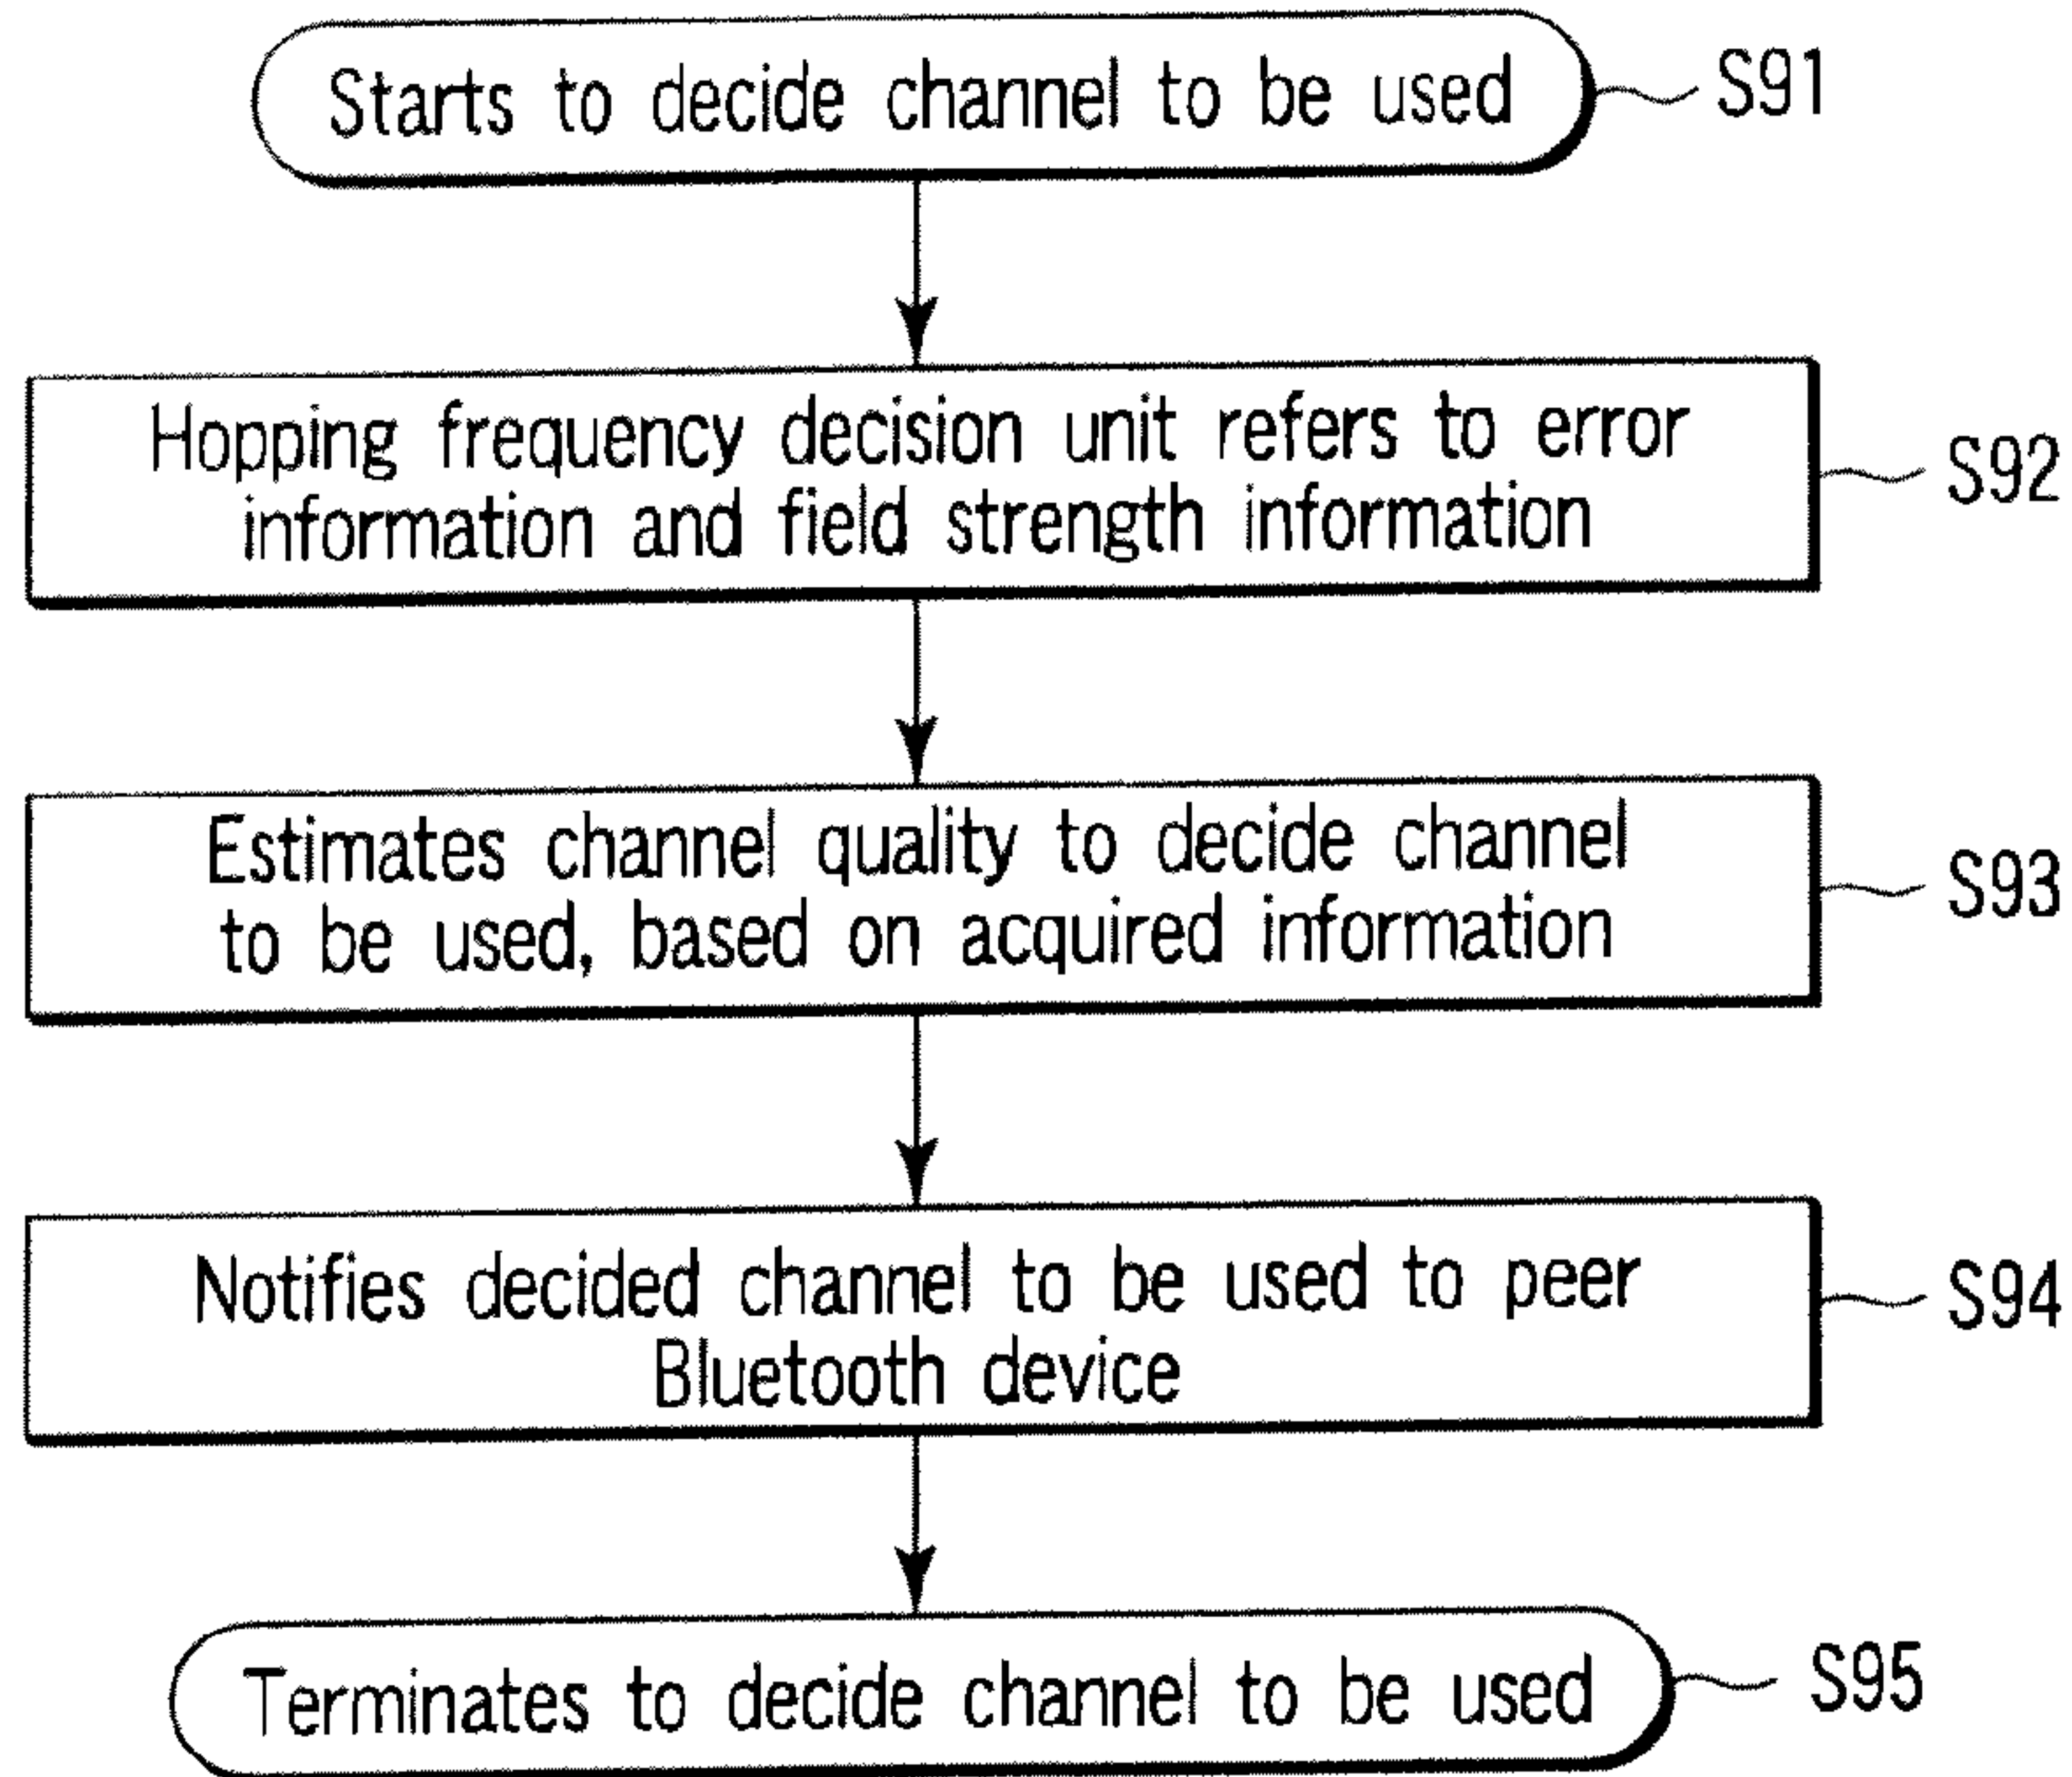 Starts to decide channel to be used
S91
Hopping frequency decision unit refers to error
information and field strength information
S92
Estimates channel quality to decide channel
to be used, based on acquired information
S93
Notifies decided channel to be used to peer
Bluetooth device
S94
Terminates to decide channel to be used
S95